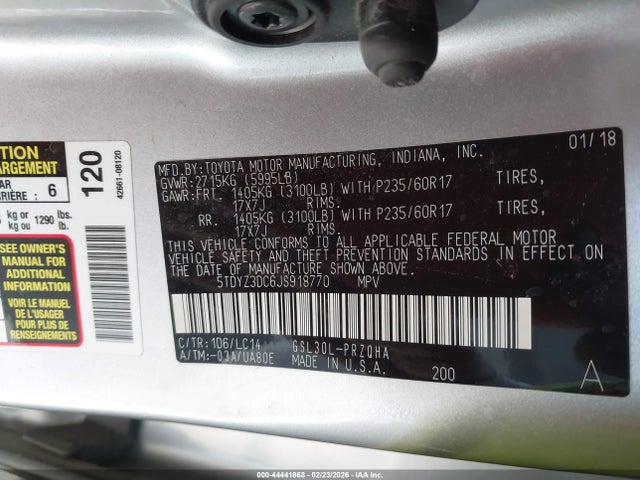 TION
ARGEMENT
AR
RIÈRE : 6
kg or 1290 lbs.
kg ou lb.
SEE OWNER'S
MANUAL FOR
ADDITIONAL
INFORMATION
VOIR LE MANUEL
DE L'USAGER
POUR PLUS DE
RENSEIGNEMENTS
120
42661-08120
MFD.BY:TOYOTA MOTOR MANUFACTURING, INDIANA, INC. 01/18
GVWR:2715KG (5995LB)
GAWR:FRT. 1405KG (3100LB) WITH P235/60R17 TIRES,
17X7J RIMS.
RR. 1405KG (3100LB) WITH P235/60R17 TIRES,
17X7J RIMS.
THIS VEHICLE CONFORMS TO ALL APPLICABLE FEDERAL MOTOR
VEHICLE SAFETY AND THEFT PREVENTION STANDARDS IN EFFECT ON
THE DATE OF MANUFACTURE SHOWN ABOVE.
5TDYZ3DC6JS918770 MPV
C/TR:1D6/LC14 GSL30L-PRZQHA
A/TM:-03A/UA80E MADE IN U.S.A. 200 A
000-44441868 - 02/23/2026 - IAAI, Inc.